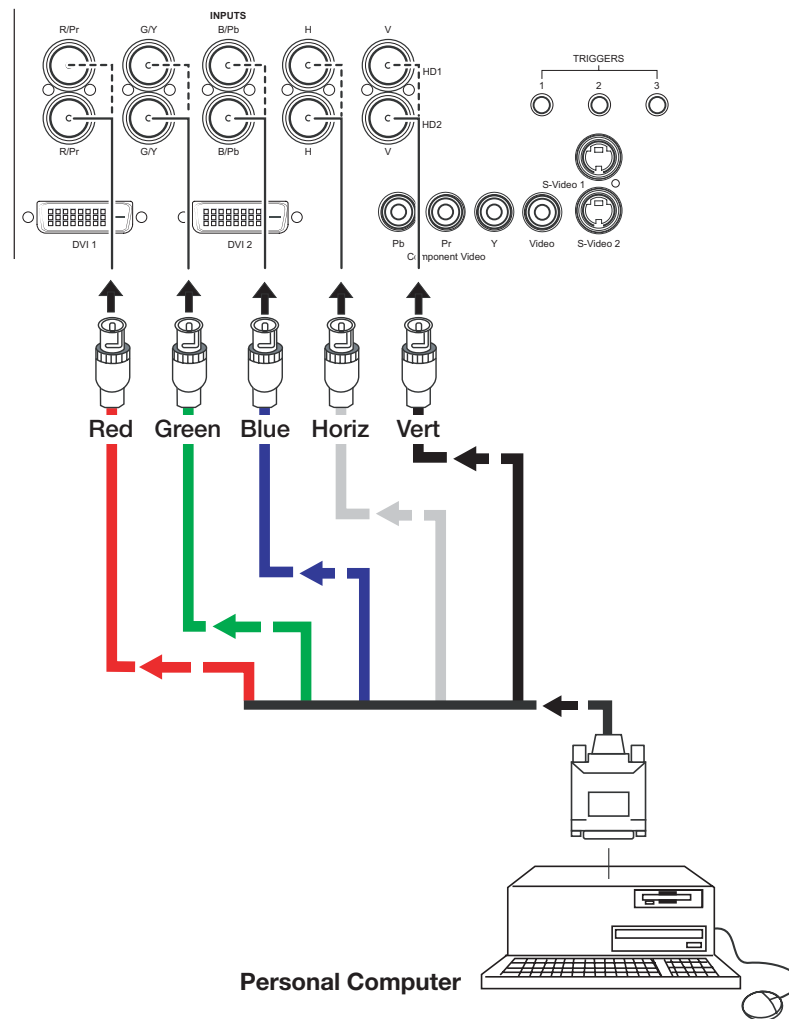 INPUTS
R/Pr G/Y B/Pb H V
HD1
TRIGGERS
1 2 3
HD2
R/Pr G/Y B/Pb H V
S-Video 1
DVI 1 DVI 2
Pb Pr Y Video S-Video 2
Component Video
Red Green Blue Horiz Vert
Personal Computer